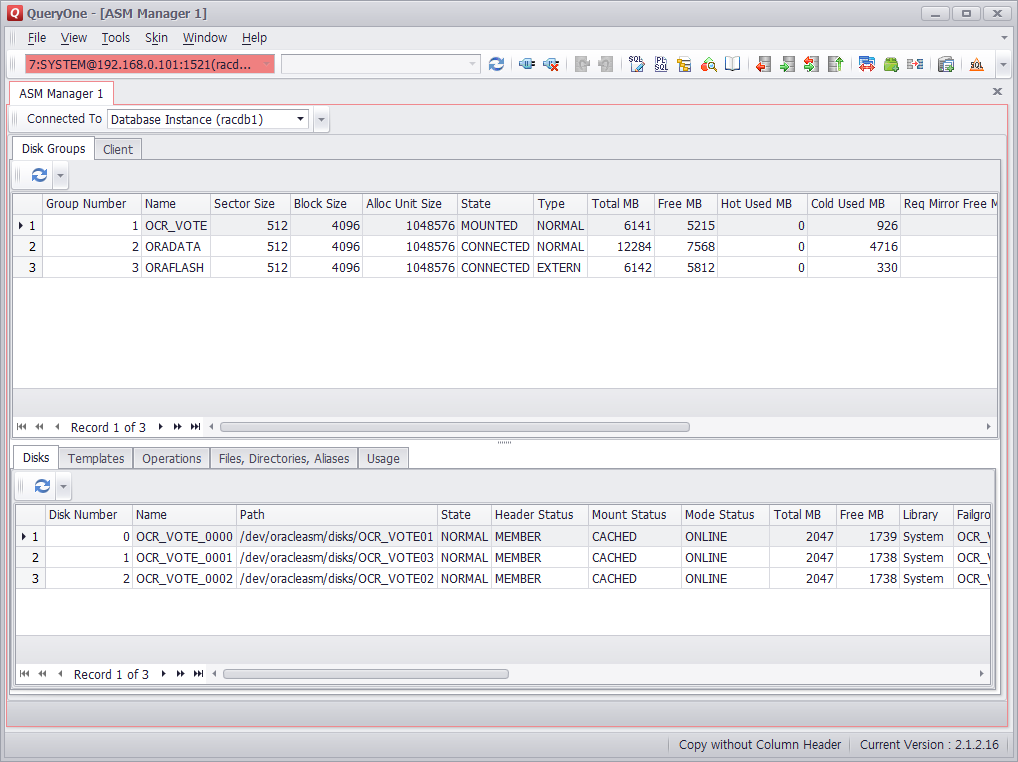 QueryOne - [ASM Manager 1]
File View Tools Skin Window Help
7:SYSTEM@192.168.0.101:1521(racd...
ASM Manager 1
Connected To Database Instance (racdb1)
Disk Groups Client
Group Number Name Sector Size Block Size Alloc Unit Size State Type Total MB Free MB Hot Used MB Cold Used MB Req Mirror Free M
1 1 OCR_VOTE 512 4096 1048576 MOUNTED NORMAL 6141 5215 0 926
2 2 ORADATA 512 4096 1048576 CONNECTED NORMAL 12284 7568 0 4716
3 3 ORAFLASH 512 4096 1048576 CONNECTED EXTERN 6142 5812 0 330
Record 1 of 3
Disks Templates Operations Files, Directories, Aliases Usage
Disk Number Name Path State Header Status Mount Status Mode Status Total MB Free MB Library Failgro
1 0 OCR_VOTE_0000 /dev/oracleasm/disks/OCR_VOTE01 NORMAL MEMBER CACHED ONLINE 2047 1739 System OCR_V
2 1 OCR_VOTE_0001 /dev/oracleasm/disks/OCR_VOTE03 NORMAL MEMBER CACHED ONLINE 2047 1738 System OCR_V
3 2 OCR_VOTE_0002 /dev/oracleasm/disks/OCR_VOTE02 NORMAL MEMBER CACHED ONLINE 2047 1738 System OCR_V
Record 1 of 3
Copy without Column Header Current Version : 2.1.2.16